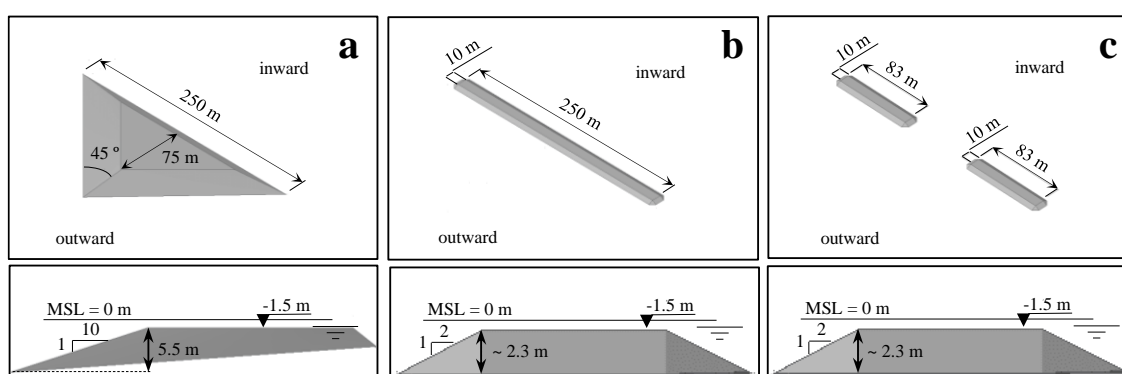 a
inward
250 m
45 º
75 m
outward
MSL = 0 m
-1.5 m
10
1
5.5 m
b
10 m
inward
250 m
outward
MSL = 0 m
-1.5 m
2
1
~ 2.3 m
c
10 m
83 m
inward
10 m
83 m
outward
MSL = 0 m
-1.5 m
2
1
~ 2.3 m